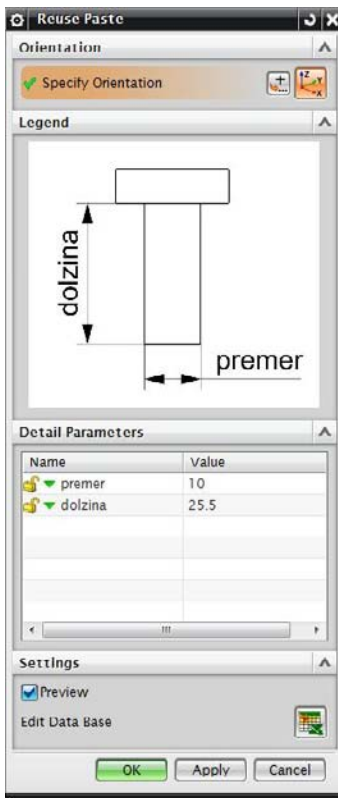 Reuse Paste
Orientation
Specify Orientation
Legend
dolzina
premer
Detail Parameters
Name Value
premer 10
dolzina 25.5
Settings
Preview
Edit Data Base
OK Apply Cancel